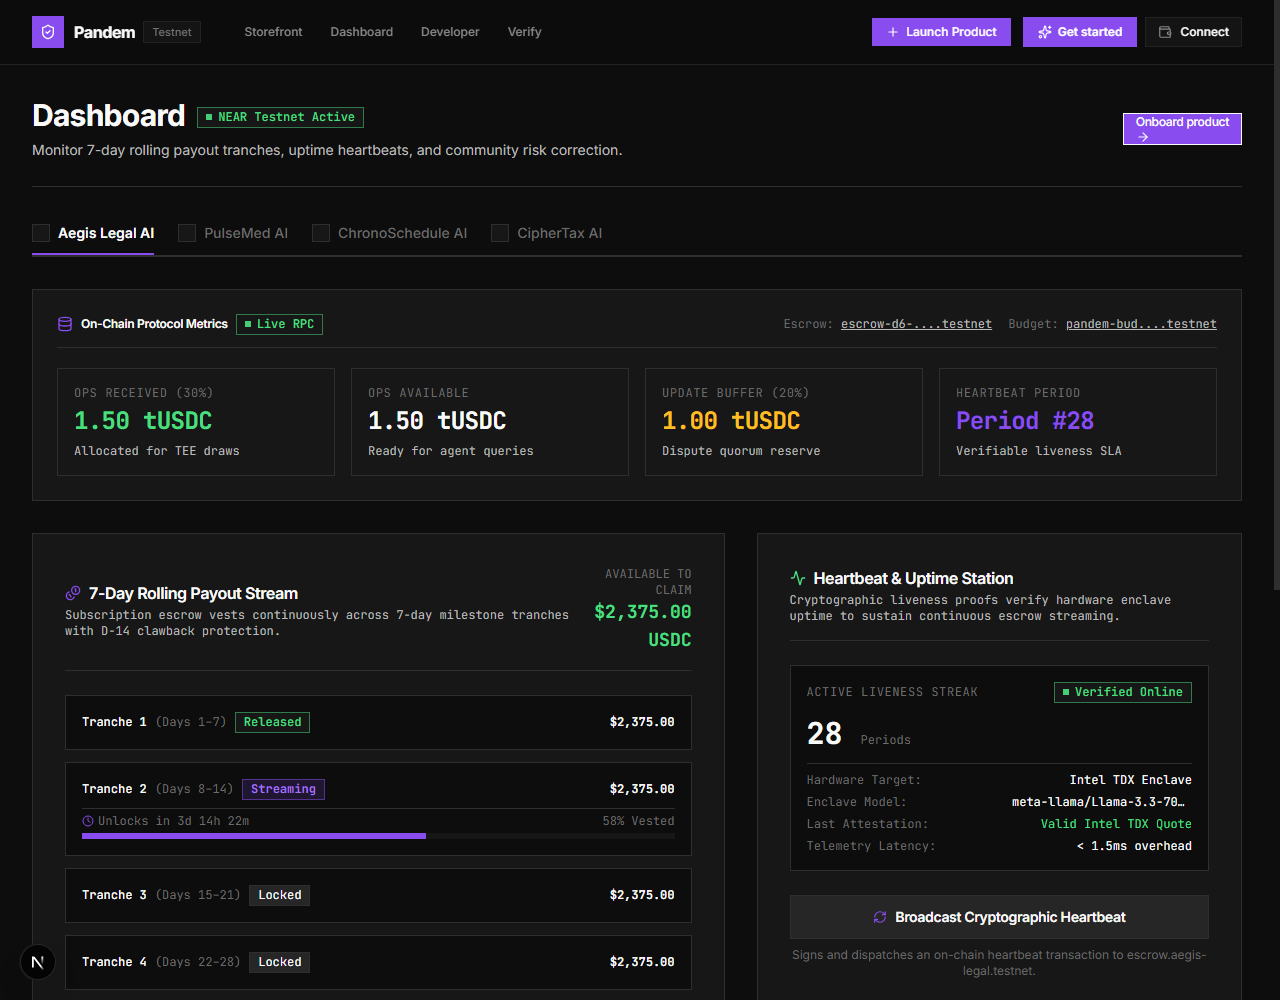 Pandem Testnet Storefront Dashboard Developer Verify Launch Product Get started Connect
Dashboard NEAR Testnet Active
Onboard product →
Monitor 7-day rolling payout tranches, uptime heartbeats, and community risk correction.
Aegis Legal AI PulseMed AI ChronoSchedule AI CipherTax AI
On-Chain Protocol Metrics Live RPC Escrow: escrow-d6-....testnet Budget: pandem-bud....testnet
OPS RECEIVED (30%)
1.50 tUSDC
Allocated for TEE draws
OPS AVAILABLE
1.50 tUSDC
Ready for agent queries
UPDATE BUFFER (20%)
1.00 tUSDC
Dispute quorum reserve
HEARTBEAT PERIOD
Period #28
Verifiable liveness SLA
7-Day Rolling Payout Stream
Subscription escrow vests continuously across 7-day milestone tranches
with D-14 clawback protection.
AVAILABLE TO
CLAIM
$2,375.00
USDC
Tranche 1 (Days 1–7) Released $2,375.00
Tranche 2 (Days 8–14) Streaming $2,375.00
Unlocks in 3d 14h 22m 58% Vested
Tranche 3 (Days 15–21) Locked $2,375.00
Tranche 4 (Days 22–28) Locked $2,375.00
Heartbeat & Uptime Station
Cryptographic liveness proofs verify hardware enclave
uptime to sustain continuous escrow streaming.
ACTIVE LIVENESS STREAK Verified Online
28 Periods
Hardware Target: Intel TDX Enclave
Enclave Model: meta-llama/Llama-3.3-70…
Last Attestation: Valid Intel TDX Quote
Telemetry Latency: < 1.5ms overhead
Broadcast Cryptographic Heartbeat
Signs and dispatches an on-chain heartbeat transaction to escrow.aegis-
legal.testnet.
N